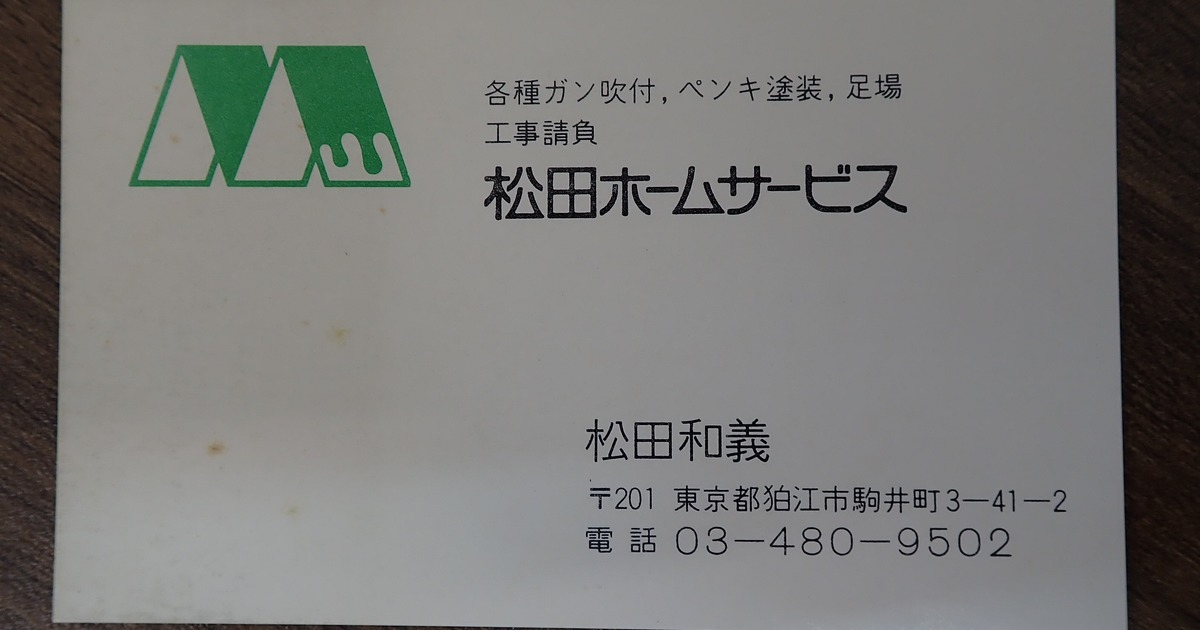 各種ガン吹付,ペンキ塗装,足場
工事請負
松田ホームサービス
松田和義
〒201 東京都狛江市駒井町3―41―2
電話 03―480―9502